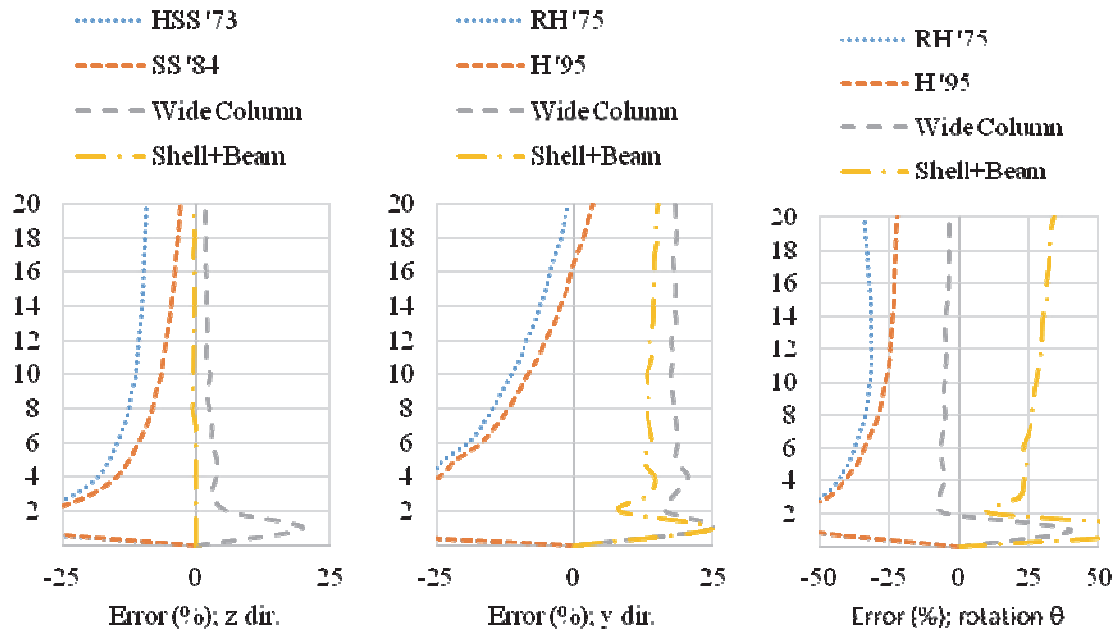 HSS '73
SS '84
Wide Column
Shell+Beam
20
18
16
14
12
10
8
6
4
2
-25 0 25
Error (%); z dir.
RH '75
H '95
Wide Column
Shell+Beam
20
18
16
14
12
10
8
6
4
2
-25 0 25
Error (%); y dir.
RH '75
H '95
Wide Column
Shell+Beam
20
18
16
14
12
10
8
6
4
2
-50 -25 0 25 50
Error (%); rotation θ